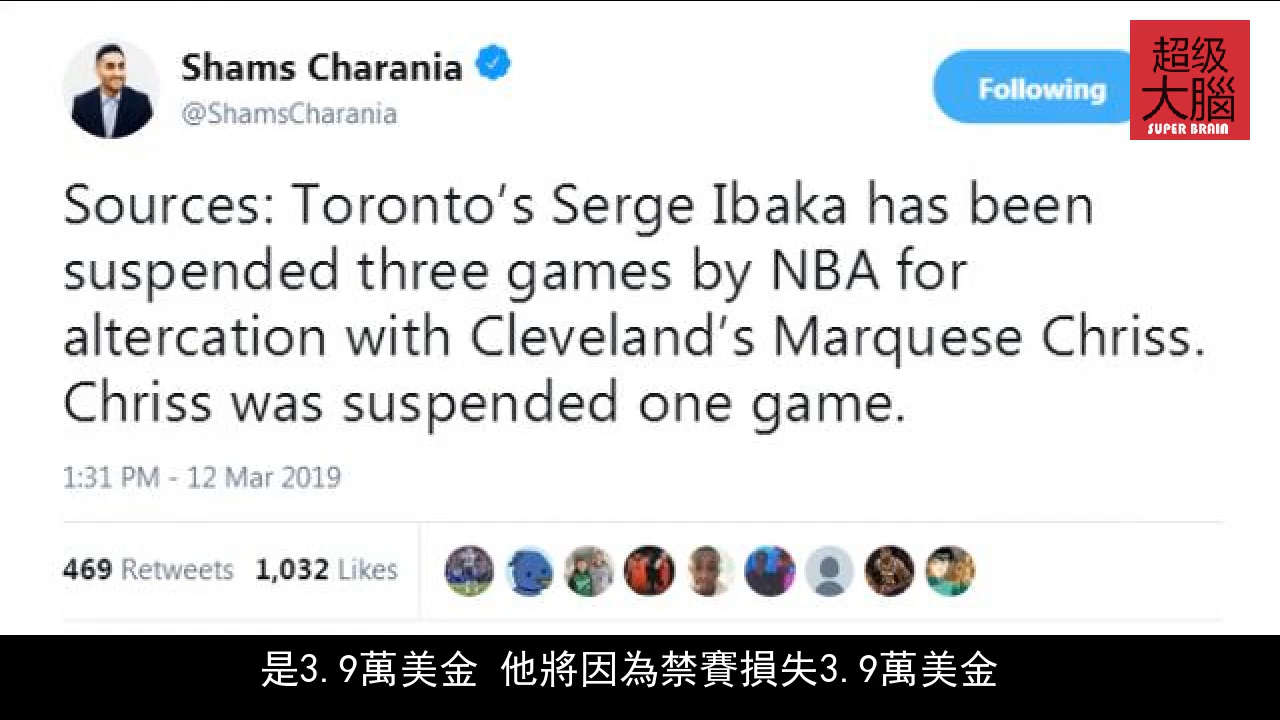 Shams Charania
@ShamsCharania
Following
超级
大腦
SUPER BRAIN
Sources: Toronto's Serge Ibaka has been
suspended three games by NBA for
altercation with Cleveland's Marquese Chriss.
Chriss was suspended one game.
1:31 PM - 12 Mar 2019
469 Retweets 1,032 Likes
是3.9萬美金 他將因為禁賽損失3.9萬美金